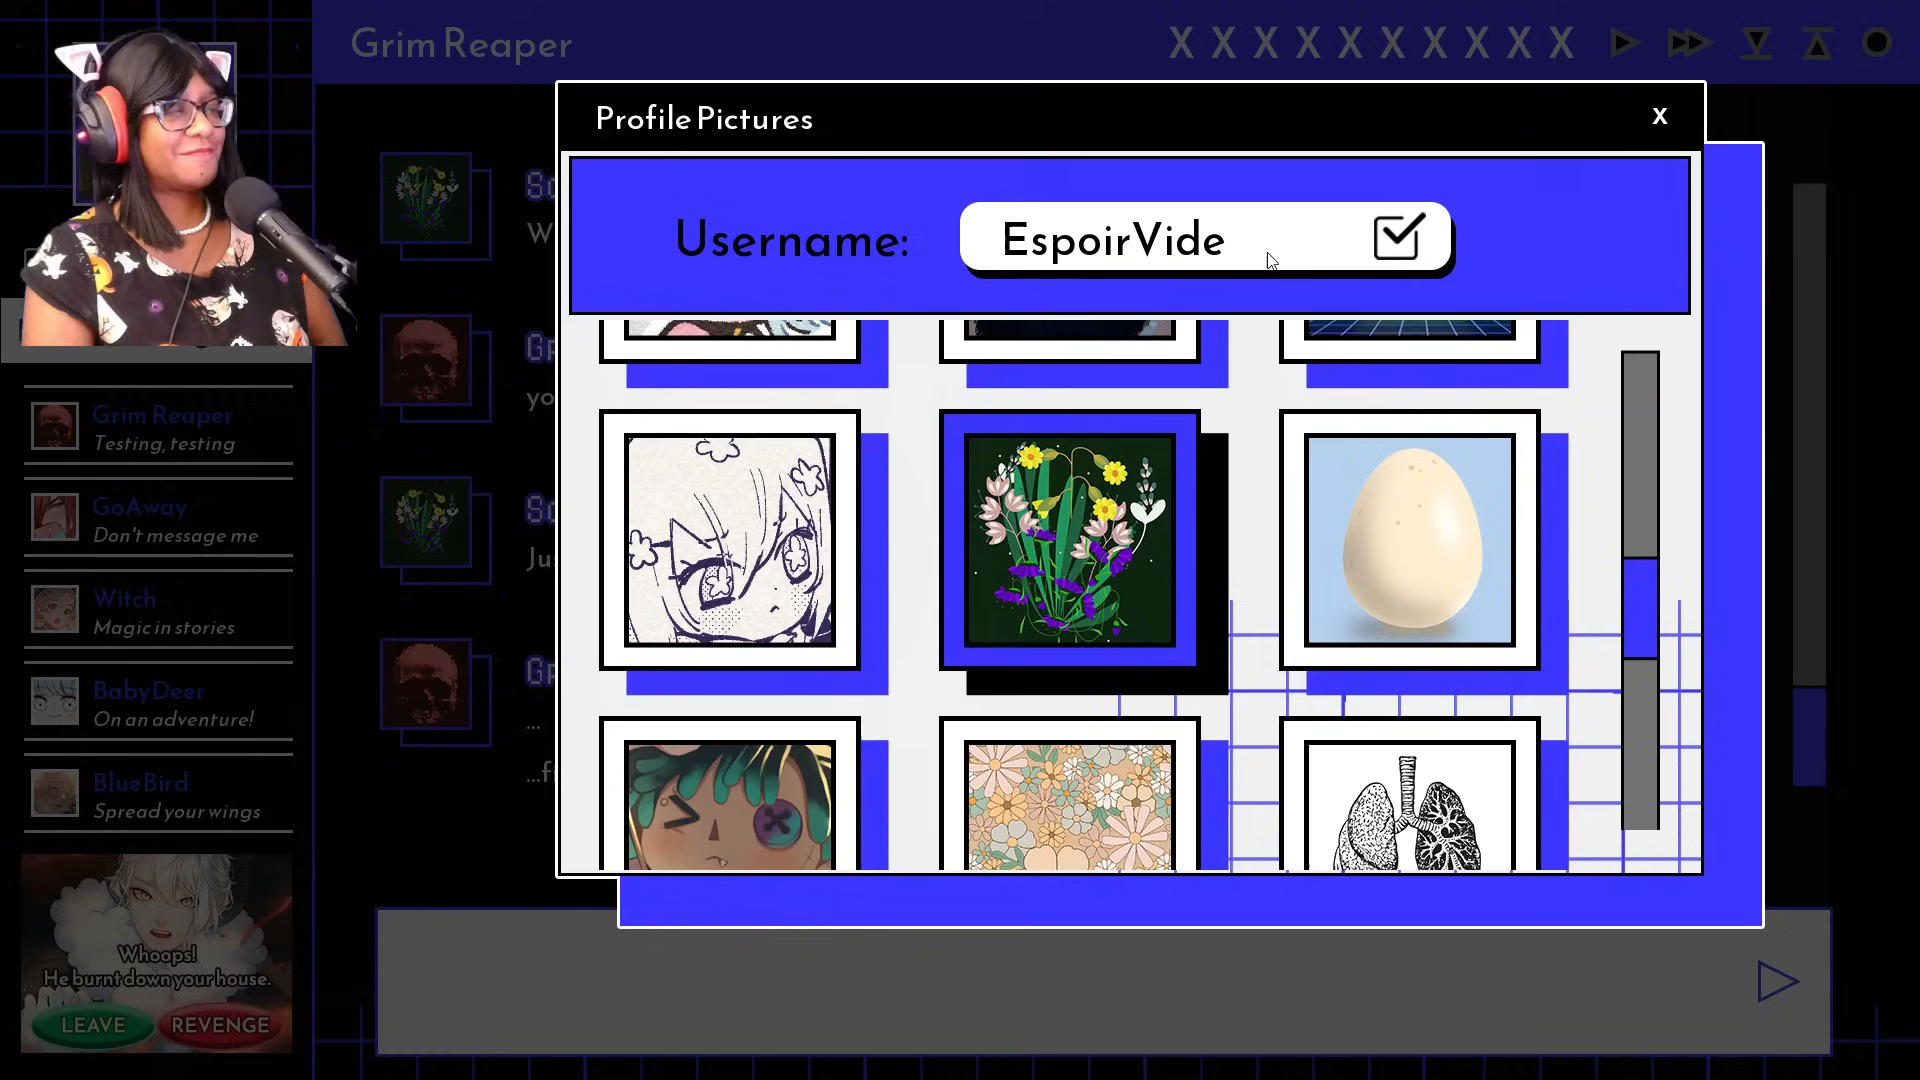 Grim Reaper
X X X X X X X X X X
Profile Pictures
X
Username:
EspoirVide
Grim Reaper
Testing, testing
GoAway
Don't message me
Witch
Magic in stories
BabyDeer
On an adventure!
BlueBird
Spread your wings
Whoops!
He burnt down your house.
LEAVE
REVENGE
...